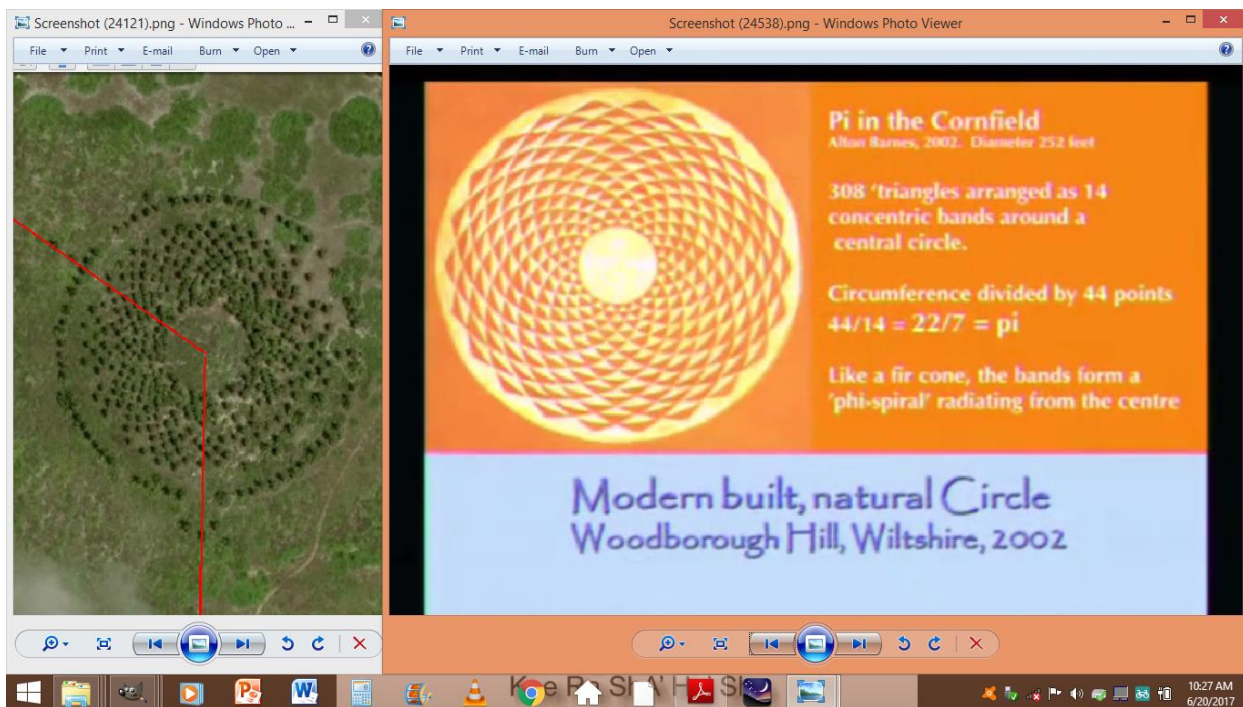 Screenshot (24121).png - Windows Photo ...
File Print E-mail Burn Open
Screenshot (24538).png - Windows Photo Viewer
File Print E-mail Burn Open
Pi in the Cornfield
Alton Barnes, 2002. Diameter 252 feet
308 'triangles arranged as 14
concentric bands around a
central circle.
Circumference divided by 44 points
44/14 = 22/7 = pi
Like a fir cone, the bands form a
'phi-spiral' radiating from the centre
Modern built, natural Circle
Woodborough Hill, Wiltshire, 2002
10:27 AM
6/20/2017